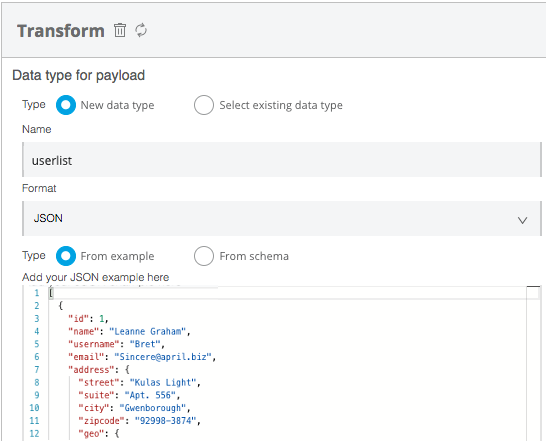 Transform
Data type for payload
Type New data type Select existing data type
Name
userlist
Format
JSON
Type From example From schema
Add your JSON example here
1 [
2 {
3 "id": 1,
4 "name": "Leanne Graham",
5 "username": "Bret",
6 "email": "Sincere@april.biz",
7 "address": {
8 "street": "Kulas Light",
9 "suite": "Apt. 556",
10 "city": "Gwenborough",
11 "zipcode": "92998-3874",
12 "geo": {